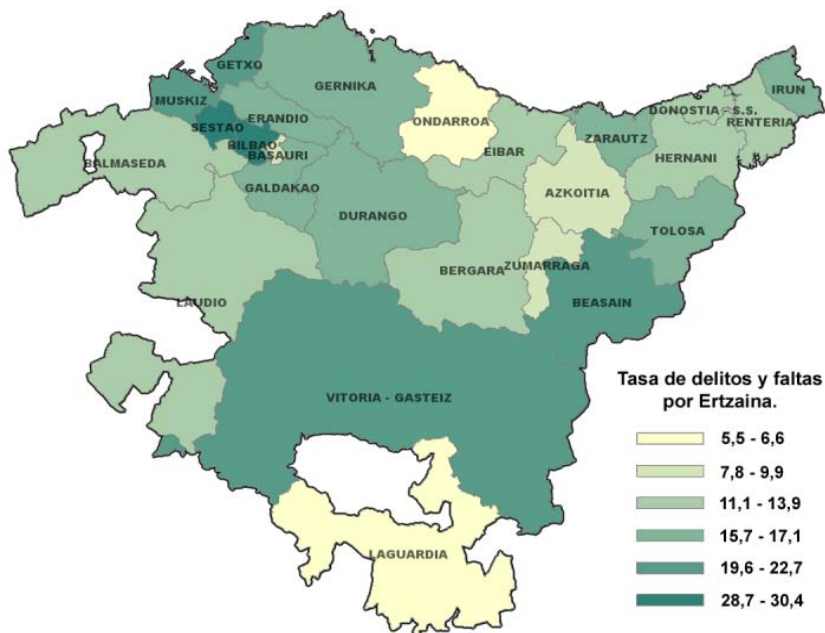 GETXO
MUSKIZ
GERNIKA
ERANDIO
SESTAO
BILBAO
BASAURI
BALMASEDA
GALDAKAO
DURANGO
ONDARROA
EIBAR
ZARAUTZ
DONOSTIA - S.S.
IRUN
RENTERIA
HERNANI
AZKOITIA
TOLOSA
BERGARA
ZUMARRAGA
BEASAIN
LAUDIO
VITORIA - GASTEIZ
LAGUARDIA
Tasa de delitos y faltas
por Ertzaina.
5,5 - 6,6
7,8 - 9,9
11,1 - 13,9
15,7 - 17,1
19,6 - 22,7
28,7 - 30,4